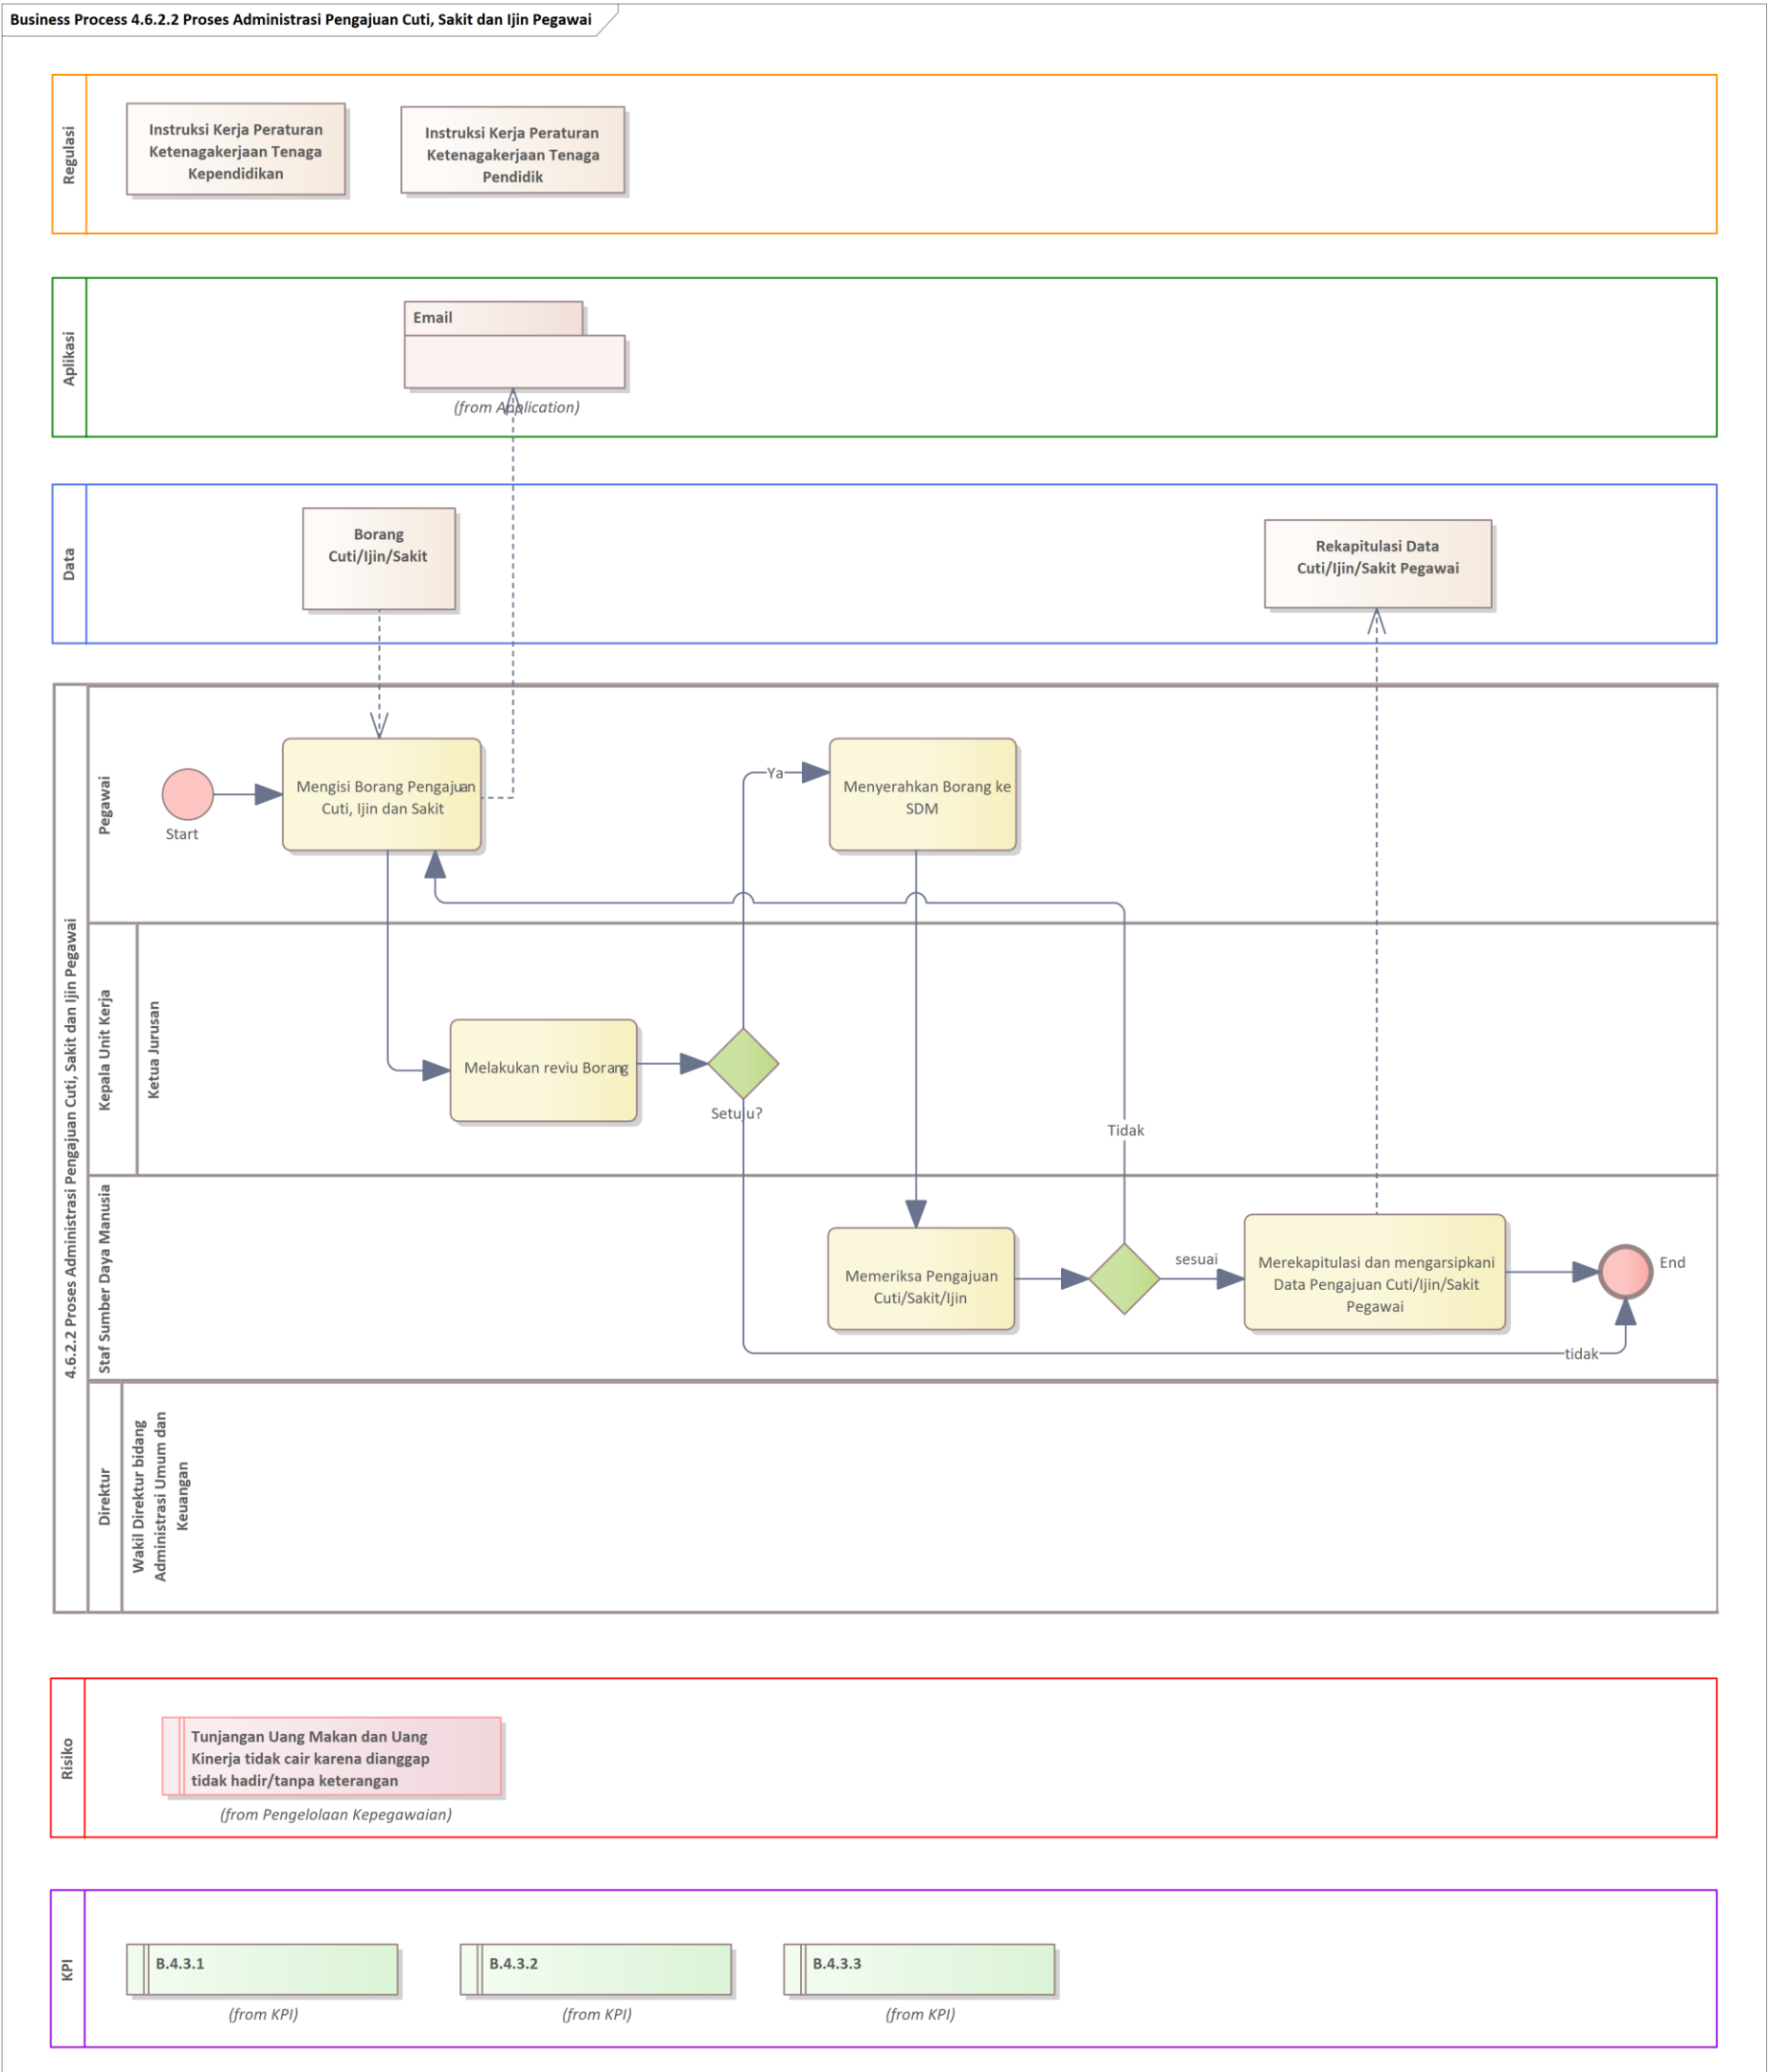 Business Process 4.6.2.2 Proses Administrasi Pengajuan Cuti, Sakit dan Ijin Pegawai
Regulasi
Instruksi Kerja Peraturan
Ketenagakerjaan Tenaga
Kependidikan
Instruksi Kerja Peraturan
Ketenagakerjaan Tenaga
Pendidik
Aplikasi
Email
(from Application)
Data
Borang
Cuti/Ijin/Sakit
Rekapitulasi Data
Cuti/Ijin/Sakit Pegawai
4.6.2.2 Proses Administrasi Pengajuan Cuti, Sakit dan Ijin Pegawai
Pegawai
Start
Mengisi Borang Pengajuan
Cuti, Ijin dan Sakit
Ya
Menyerahkan Borang ke
SDM
Kepala Unit Kerja
Ketua Jurusan
Melakukan reviu Borang
Setuju?
Tidak
Staf Sumber Daya Manusia
Memeriksa Pengajuan
Cuti/Sakit/Ijin
sesuai
Merekapitulasi dan mengarsipkani
Data Pengajuan Cuti/Ijin/Sakit
Pegawai
End
tidak
Direktur
Wakil Direktur bidang
Administrasi Umum dan
Keuangan
Risiko
Tunjangan Uang Makan dan Uang
Kinerja tidak cair karena dianggap
tidak hadir/tanpa keterangan
(from Pengelolaan Kepegawaian)
KPI
B.4.3.1
(from KPI)
B.4.3.2
(from KPI)
B.4.3.3
(from KPI)